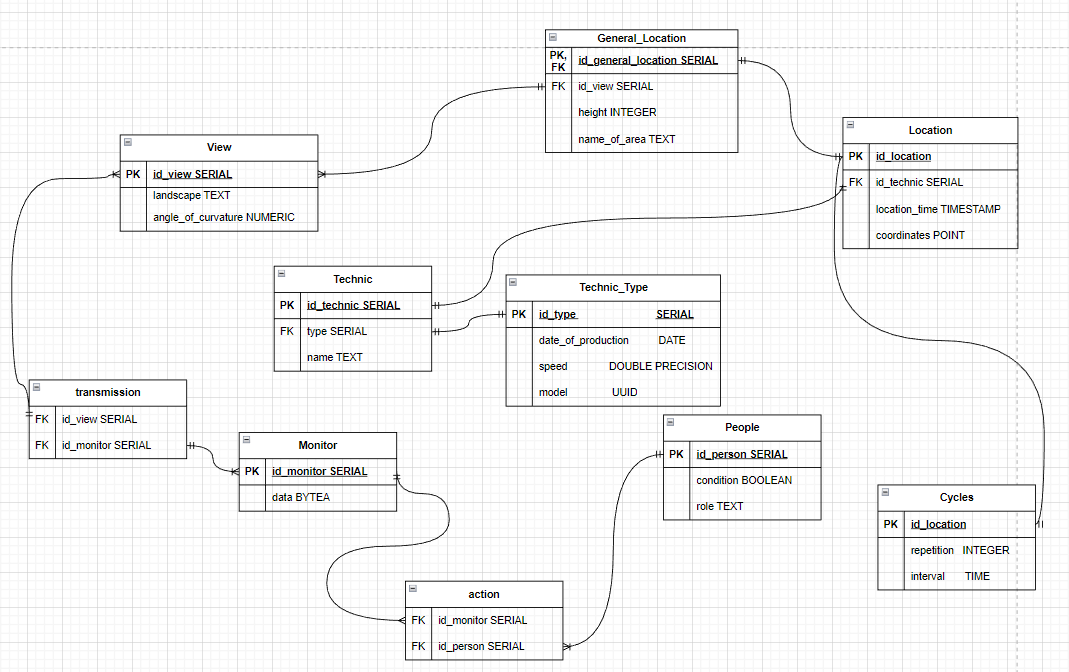 General_Location
PK, FK id_general_location SERIAL
FK id_view SERIAL
height INTEGER
name_of_area TEXT
Location
PK id_location
FK id_technic SERIAL
location_time TIMESTAMP
coordinates POINT
View
PK id_view SERIAL
landscape TEXT
angle_of_curvature NUMERIC
Technic
PK id_technic SERIAL
FK type SERIAL
name TEXT
Technic_Type
PK id_type SERIAL
date_of_production DATE
speed DOUBLE PRECISION
model UUID
transmission
FK id_view SERIAL
FK id_monitor SERIAL
Monitor
PK id_monitor SERIAL
data BYTEA
People
PK id_person SERIAL
condition BOOLEAN
role TEXT
Cycles
PK id_location
repetition INTEGER
interval TIME
action
FK id_monitor SERIAL
FK id_person SERIAL